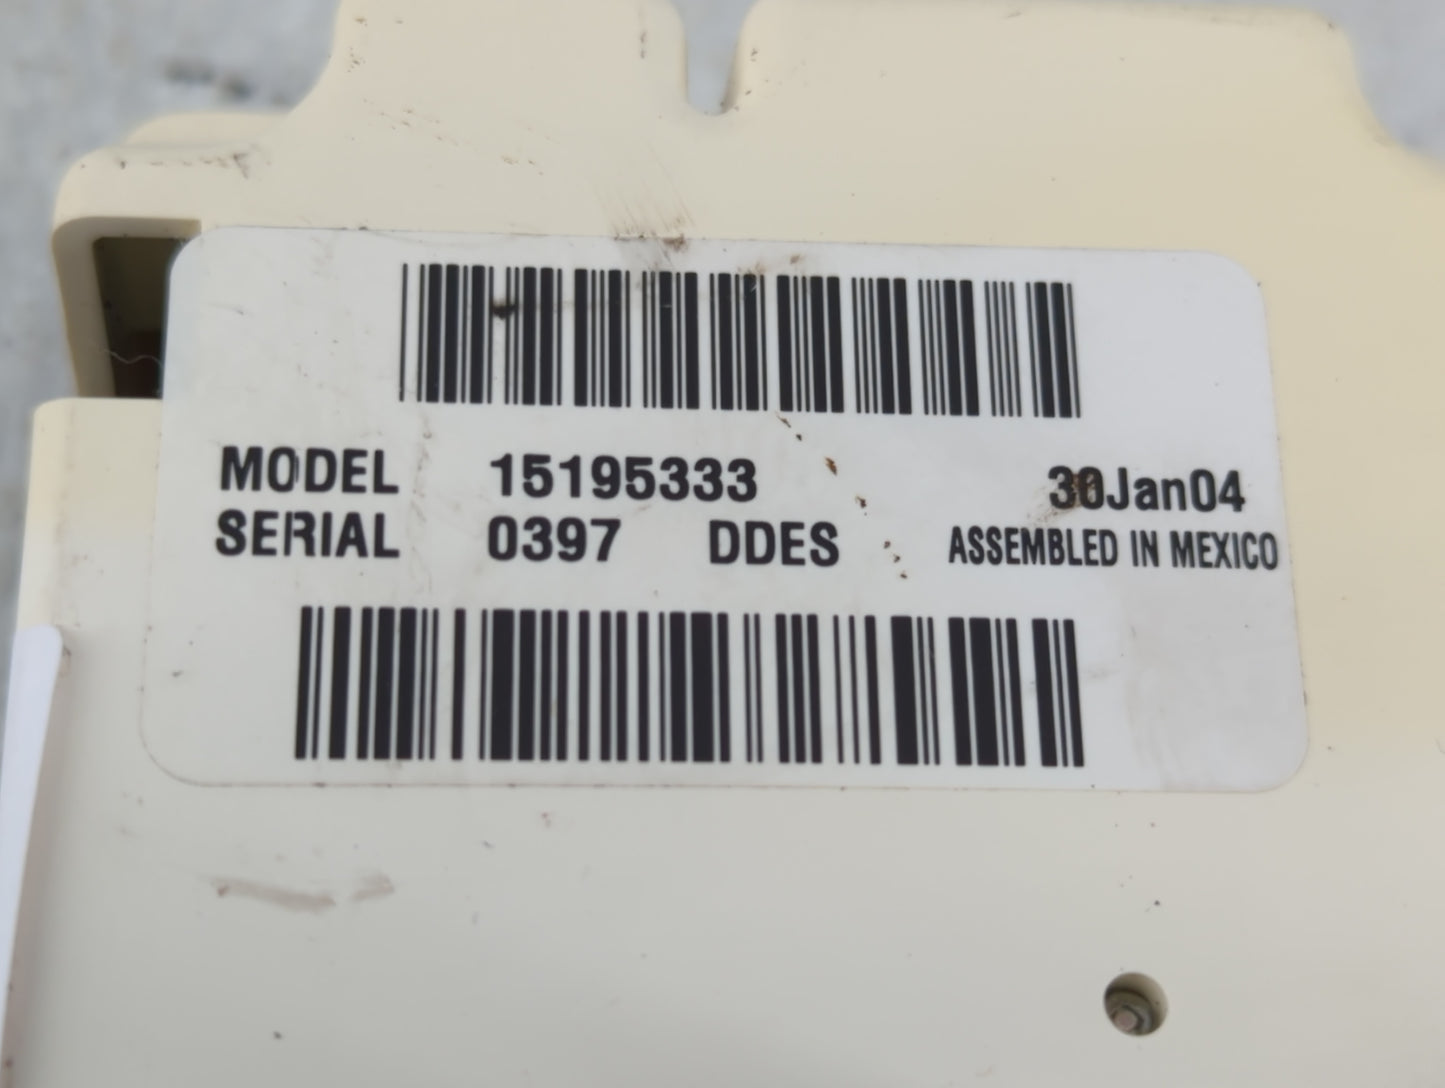 MODEL 15195333 30Jan04
SERIAL 0397 DDES ASSEMBLED IN MEXICO